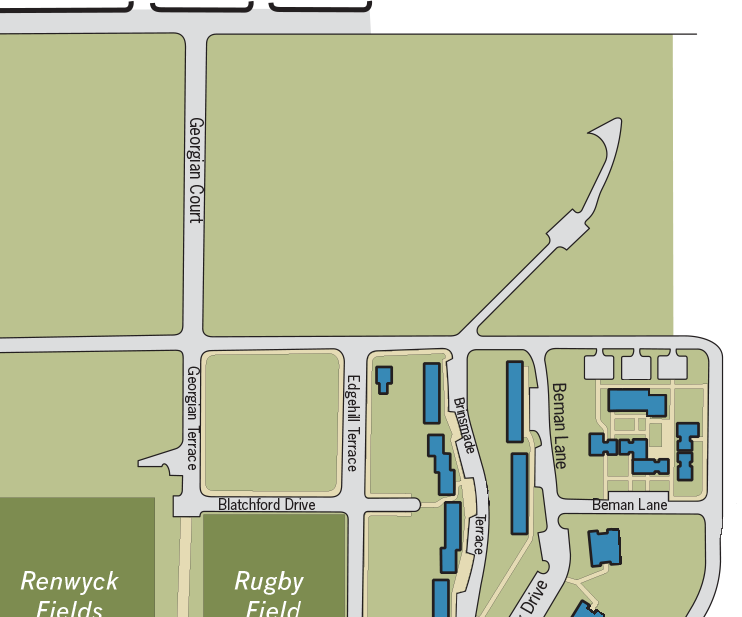 Georgian Court
Georgian Terrace
Edgehill Terrace
Brinsmade
Terrace
Beman Lane
Beman Lane
Blatchford Drive
Drive
Renwyck
Fields
Rugby
Field